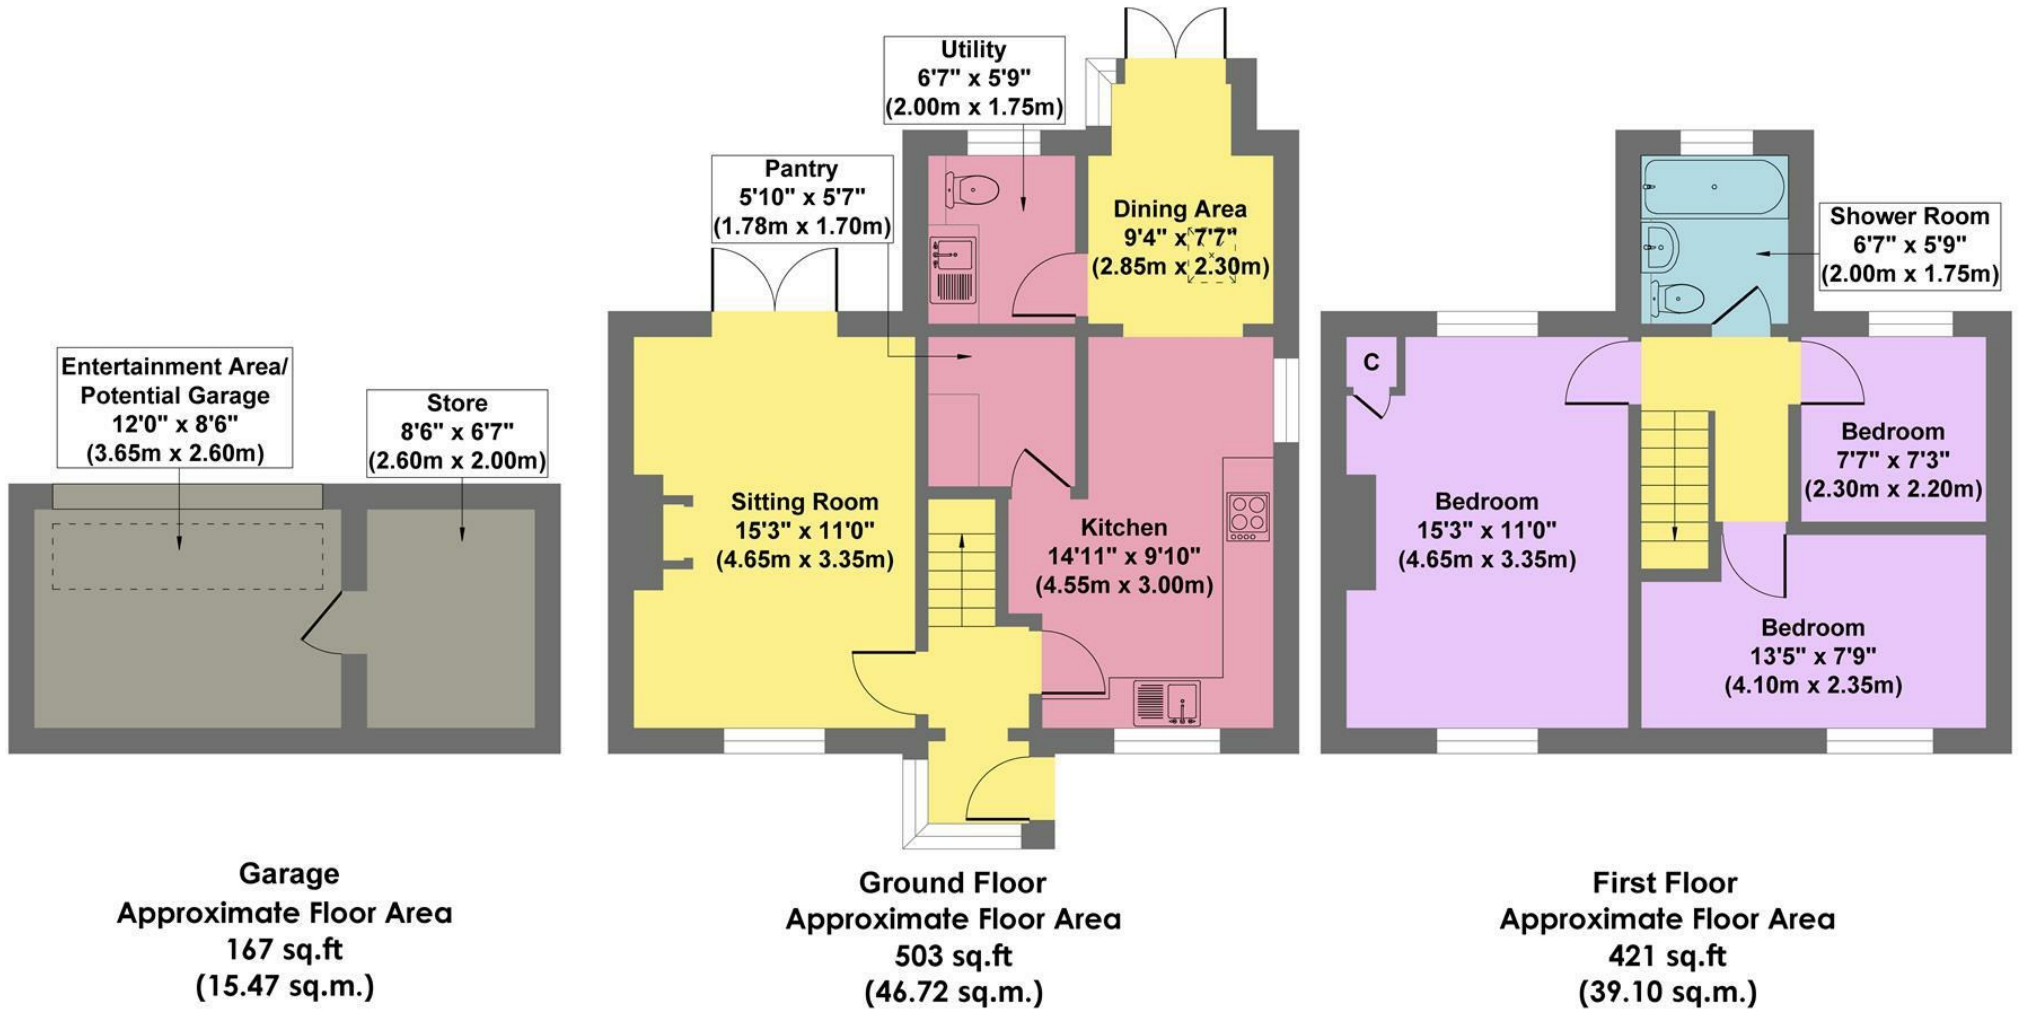 Utility
6'7" x 5'9"
(2.00m x 1.75m)
Pantry
5'10" x 5'7"
(1.78m x 1.70m)
Dining Area
9'4" x 7'7"
(2.85m x 2.30m)
Shower Room
6'7" x 5'9"
(2.00m x 1.75m)
Entertainment Area/
Potential Garage
12'0" x 8'6"
(3.65m x 2.60m)
Store
8'6" x 6'7"
(2.60m x 2.00m)
C
Sitting Room
15'3" x 11'0"
(4.65m x 3.35m)
Kitchen
14'11" x 9'10"
(4.55m x 3.00m)
Bedroom
15'3" x 11'0"
(4.65m x 3.35m)
Bedroom
7'7" x 7'3"
(2.30m x 2.20m)
Bedroom
13'5" x 7'9"
(4.10m x 2.35m)
Garage
Approximate Floor Area
167 sq.ft
(15.47 sq.m.)
Ground Floor
Approximate Floor Area
503 sq.ft
(46.72 sq.m.)
First Floor
Approximate Floor Area
421 sq.ft
(39.10 sq.m.)